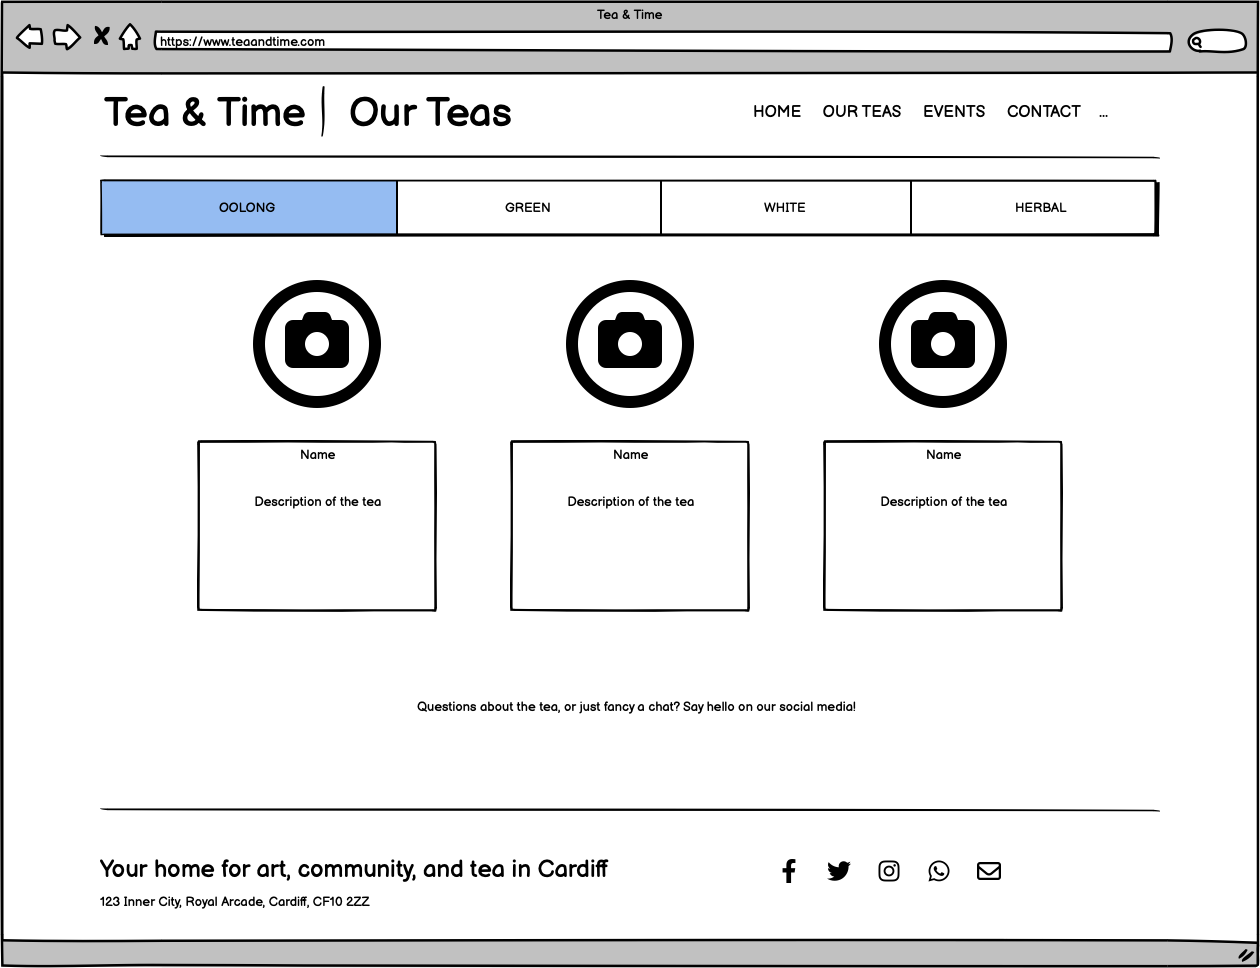 Tea & Time
https://www.teaandtime.com
Tea & Time | Our Teas
HOME OUR TEAS EVENTS CONTACT ...
OOLONG GREEN WHITE HERBAL
Name Name Name
Description of the tea Description of the tea Description of the tea
Questions about the tea, or just fancy a chat? Say hello on our social media!
Your home for art, community, and tea in Cardiff
123 Inner City, Royal Arcade, Cardiff, CF10 2ZZ